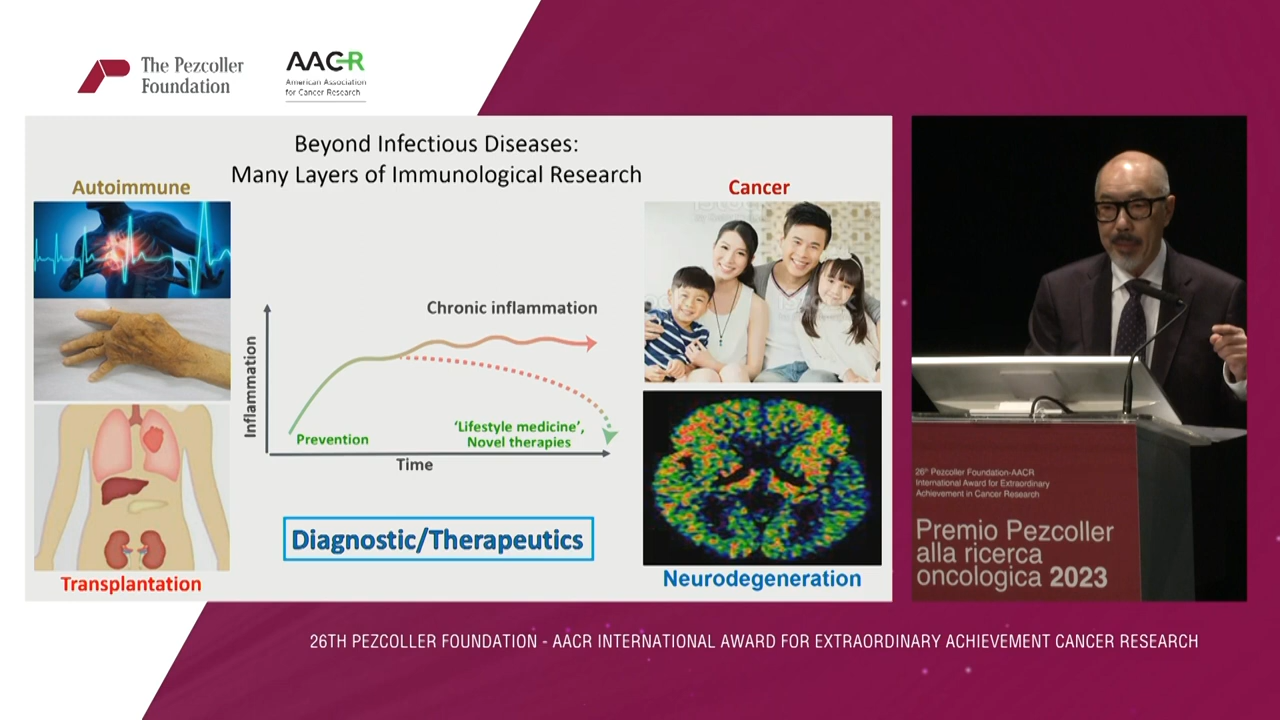 The Pezcoller
Foundation
AACR
American Association
for Cancer Research
Beyond Infectious Diseases:
Many Layers of Immunological Research
Autoimmune
Cancer
Chronic inflammation
Inflammation
Prevention
'Lifestyle medicine',
Novel therapies
Time
Diagnostic/Therapeutics
Transplantation
Neurodegeneration
26th Pezcoller Foundation-AACR
International Award for Extraordinary
Achievement in Cancer Research
Premio Pezcoller
alla ricerca
oncologica 2023
26TH PEZCOLLER FOUNDATION - AACR INTERNATIONAL AWARD FOR EXTRAORDINARY ACHIEVEMENT CANCER RESEARCH